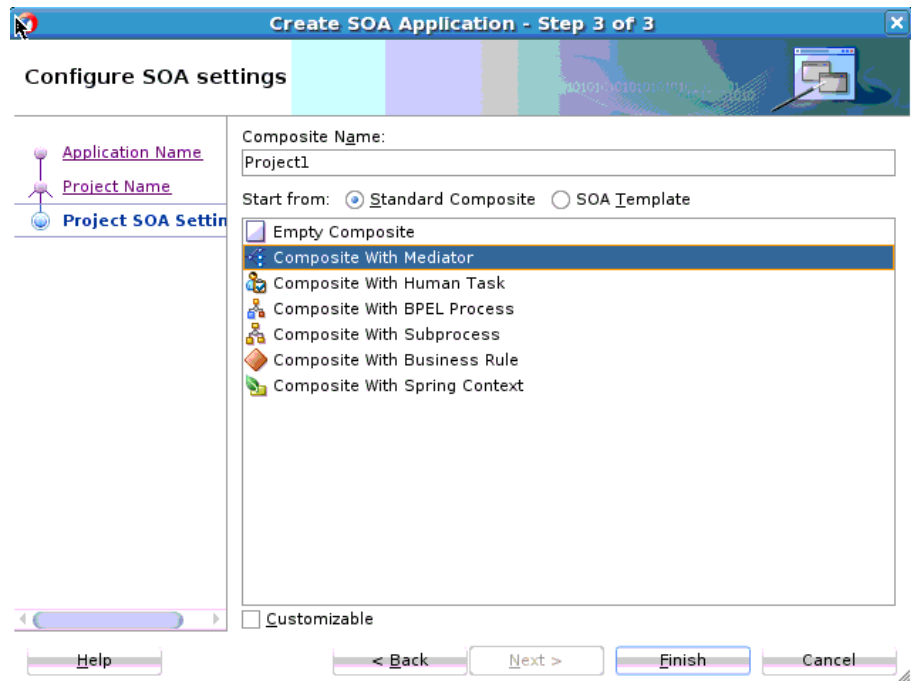 Create SOA Application - Step 3 of 3
Configure SOA settings
Application Name
Project Name
Project SOA Settin
Composite Name:
Project1
Start from: Standard Composite SOA Template
Empty Composite
Composite With Mediator
Composite With Human Task
Composite With BPEL Process
Composite With Subprocess
Composite With Business Rule
Composite With Spring Context
Customizable
Help < Back Next > Finish Cancel